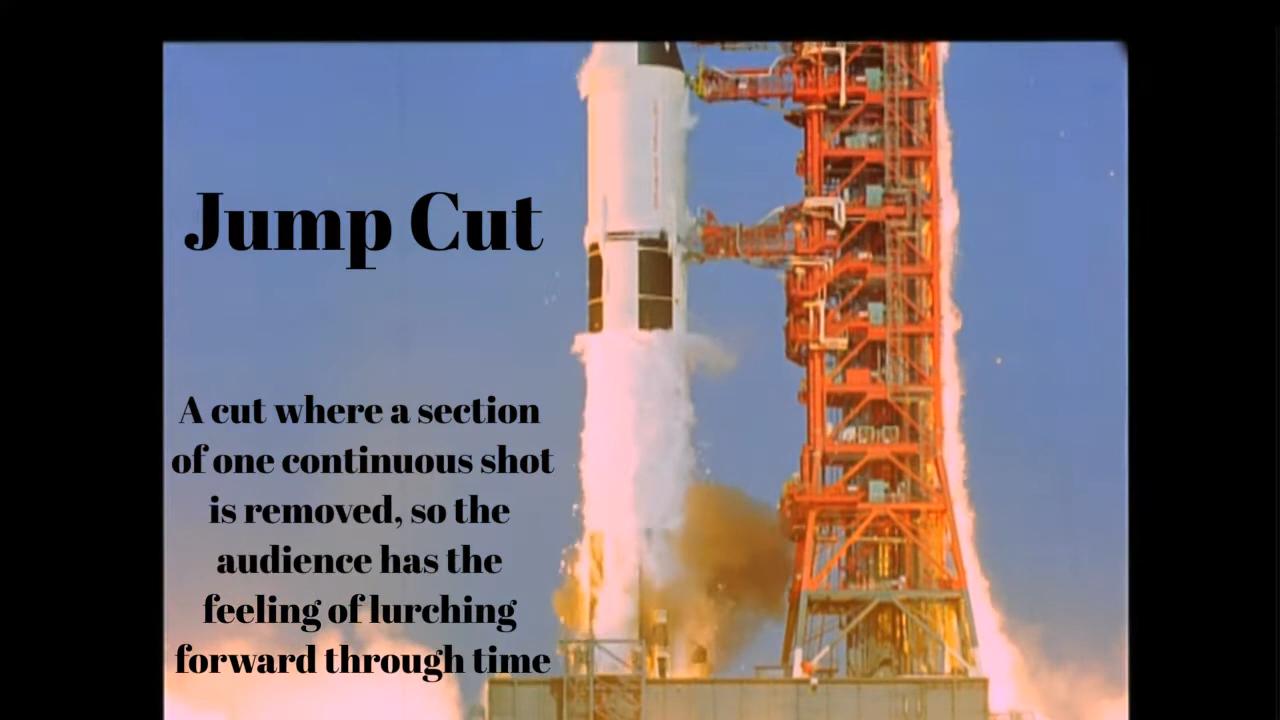 Jump Cut
A cut where a section
of one continuous shot
is removed, so the
audience has the
feeling of lurching
forward through time